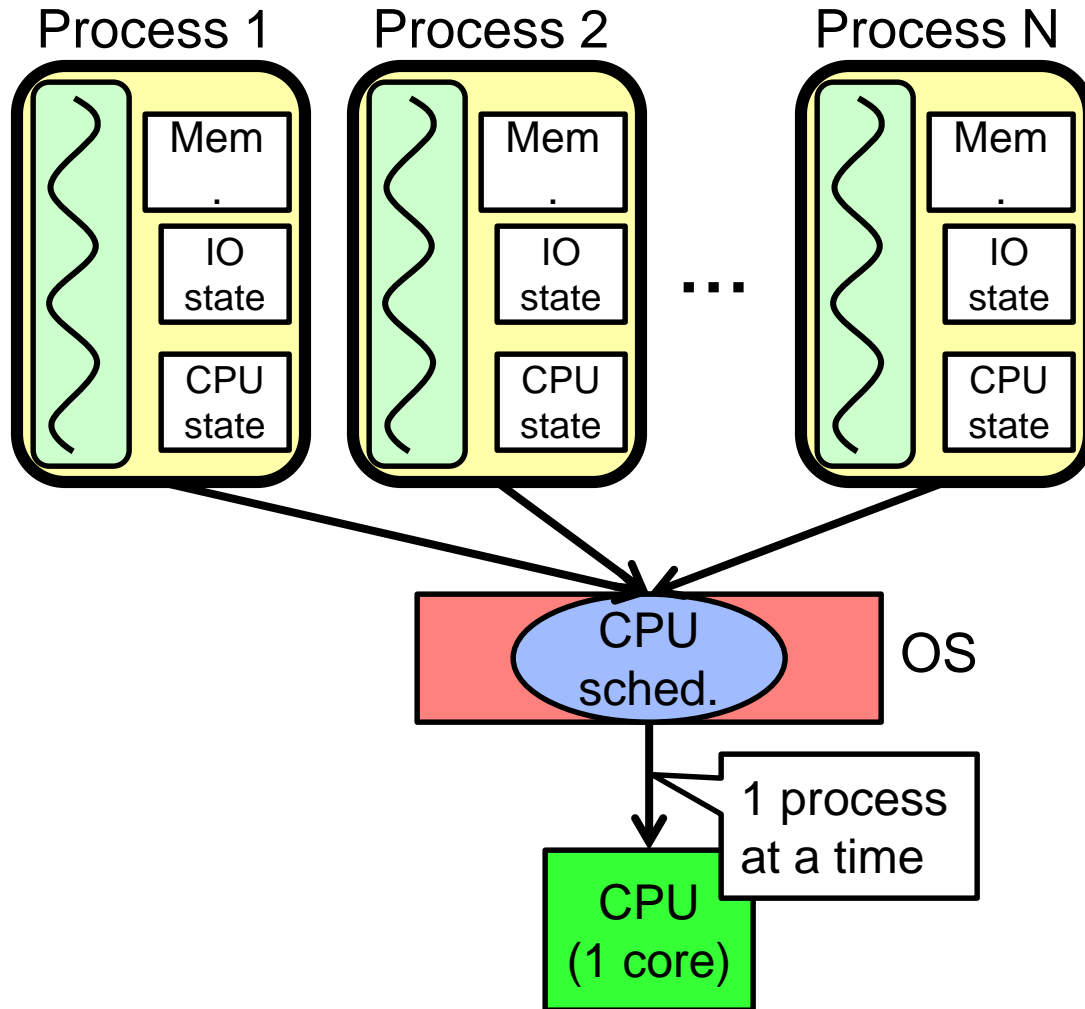 Process 1
Process 2
Process N
Mem
.
IO
state
CPU
state
Mem
.
IO
state
CPU
state
...
Mem
.
IO
state
CPU
state
CPU
sched.
OS
1 process
at a time
CPU
(1 core)